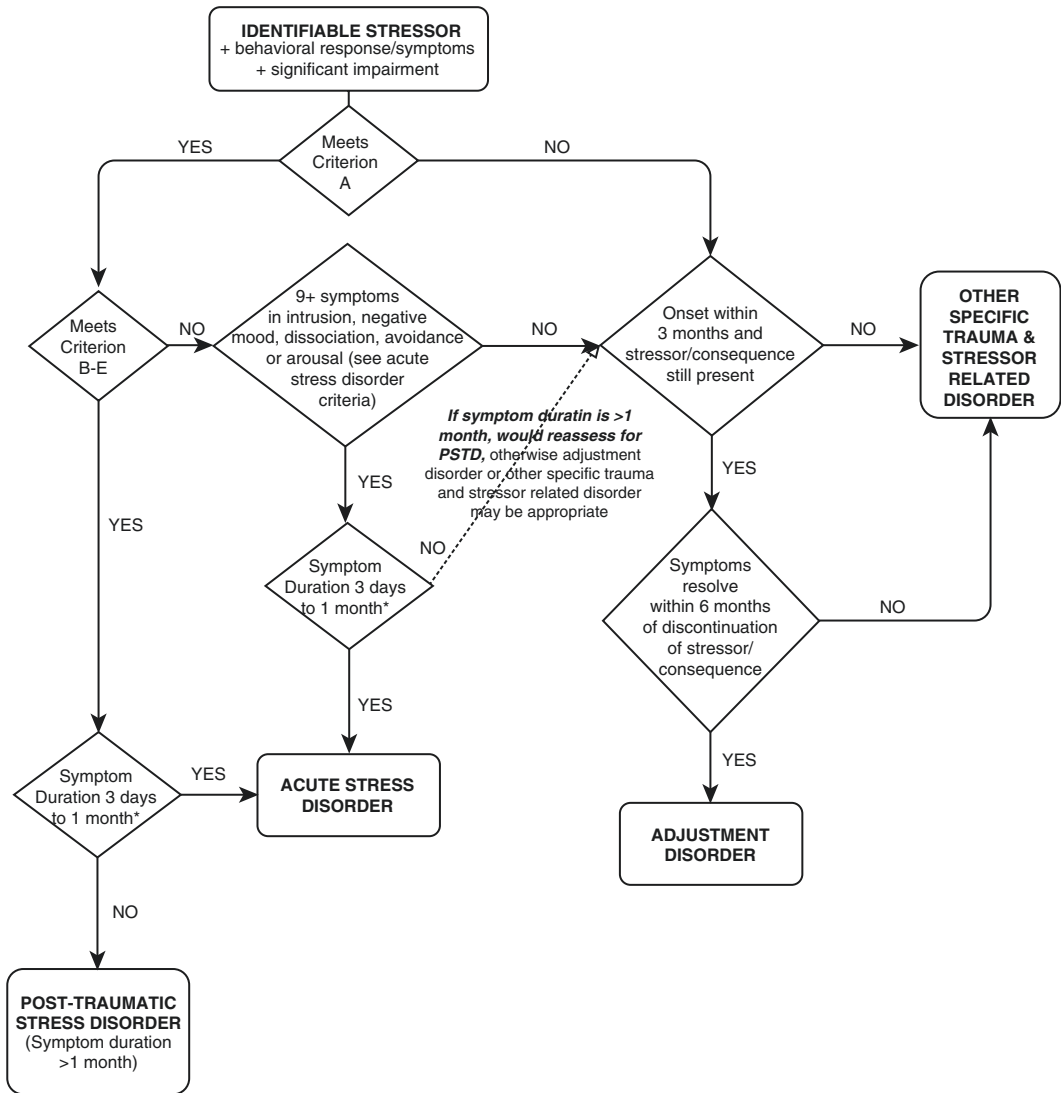 IDENTIFIABLE STRESSOR
+ behavioral response/symptoms
+ significant impairment
YES
Meets
Criterion
A
NO
Meets
Criterion
B-E
NO
9+ symptoms
in intrusion, negative
mood, dissociation, avoidance
or arousal (see acute
stress disorder
criteria)
NO
Onset within
3 months and
stressor/consequence
still present
NO
OTHER
SPECIFIC
TRAUMA &
STRESSOR
RELATED
DISORDER
If symptom duratin is >1
month, would reassess for
PSTD, otherwise adjustment
disorder or other specific trauma
and stressor related disorder
may be appropriate
YES
YES
YES
NO
Symptom
Duration 3 days
to 1 month*
Symptoms
resolve
within 6 months
of discontinuation
of stressor/
consequence
NO
YES
YES
Symptom
Duration 3 days
to 1 month*
YES
ACUTE STRESS
DISORDER
ADJUSTMENT
DISORDER
NO
POST-TRAUMATIC
STRESS DISORDER
(Symptom duration
>1 month)